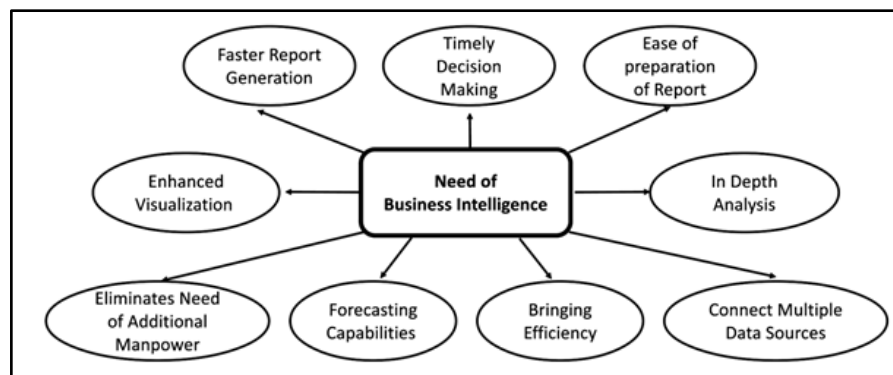 Faster Report
Generation
Timely
Decision
Making
Ease of
preparation
of Report
Enhanced
Visualization
Need of
Business Intelligence
In Depth
Analysis
Eliminates Need
of Additional
Manpower
Forecasting
Capabilities
Bringing
Efficiency
Connect Multiple
Data Sources